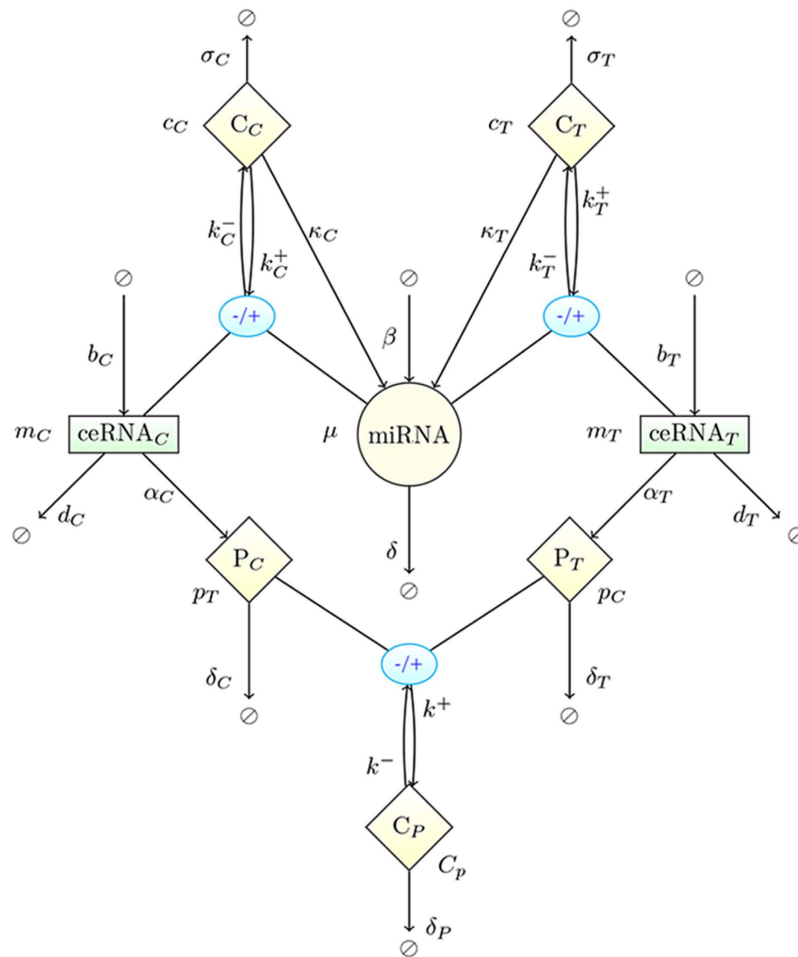 ∅ ∅
σ_C σ_T
c_C C_C c_T C_T
k_C^- κ_C κ_T k_T^+
k_C^+ k_T^-
∅ ∅ ∅
-/+ -/+
b_C β b_T
m_C ceRNA_C μ miRNA m_T ceRNA_T
α_C α_T
d_C d_T
∅ ∅
δ
P_C P_T
p_T ∅ p_C
-/+
δ_C δ_T
∅ k^+ ∅
k^-
C_P
C_p
δ_P
∅